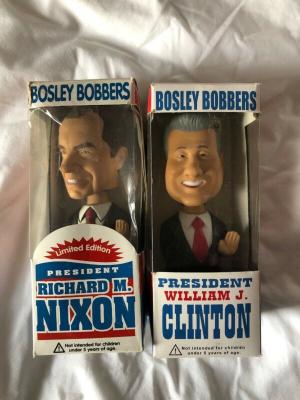 BOSLEY BOBBERS
Limited Edition
PRESIDENT
RICHARD M.
NIXON
Not intended for children
under 5 years of age.
BOSLEY BOBBERS
PRESIDENT
WILLIAM J.
CLINTON
Not intended for children
under 5 years of age.